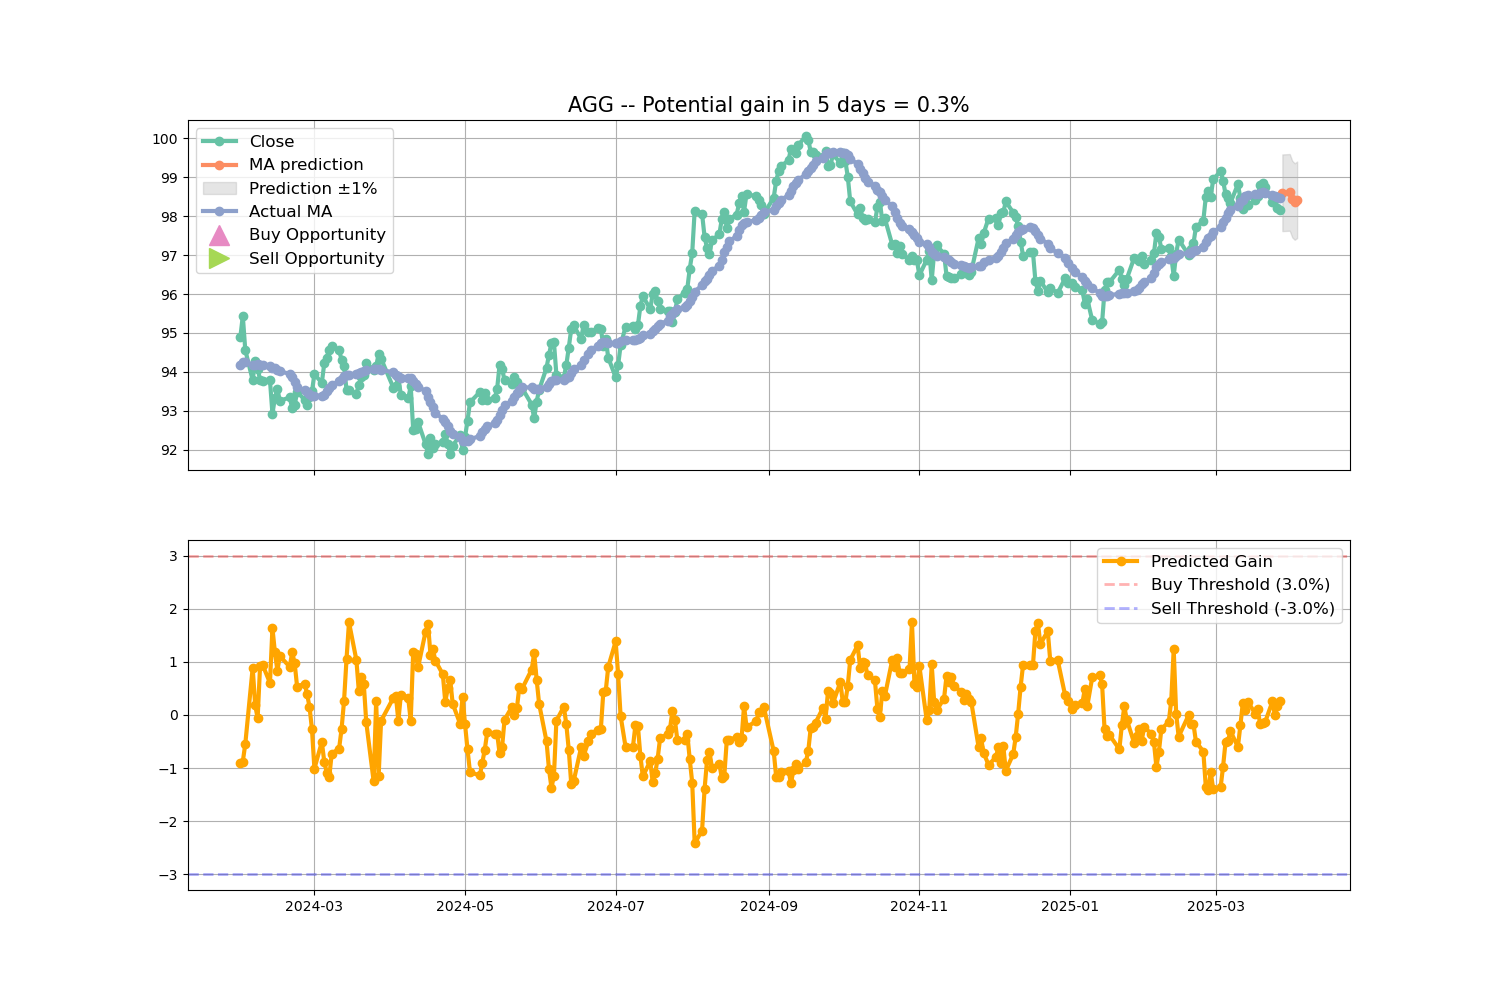 AGG -- Potential gain in 5 days = 0.3%
100
99
98
97
96
95
94
93
92
Close
MA prediction
Prediction ±1%
Actual MA
Buy Opportunity
Sell Opportunity
3
2
1
0
−1
−2
−3
Predicted Gain
Buy Threshold (3.0%)
Sell Threshold (-3.0%)
2024-03
2024-05
2024-07
2024-09
2024-11
2025-01
2025-03